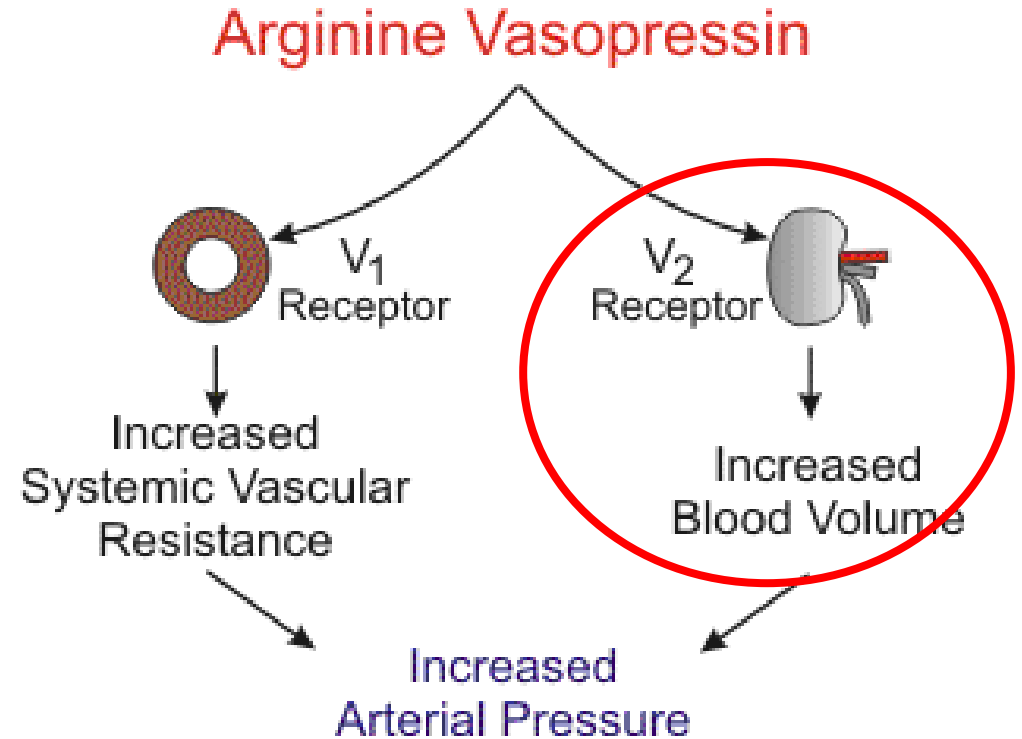 Arginine Vasopressin
V1
Receptor
V2
Receptor
Increased
Systemic Vascular
Resistance
Increased
Blood Volume
Increased
Arterial Pressure